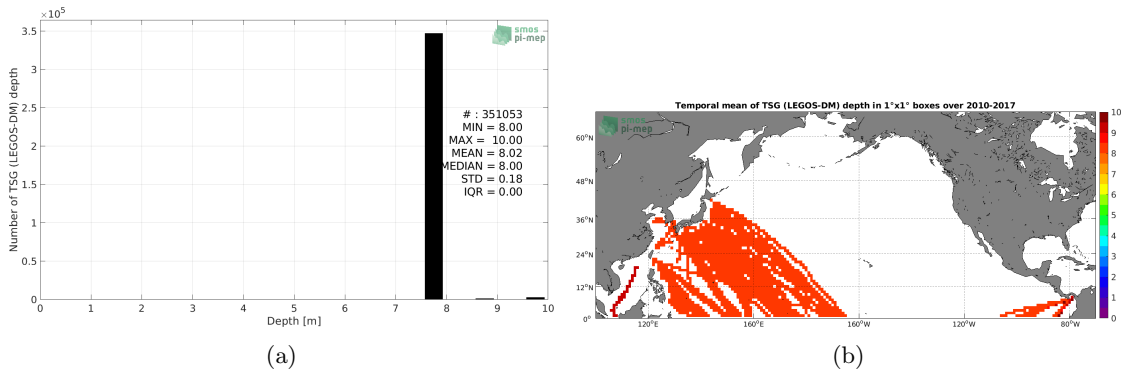 ×10⁵
3.5
3
2.5
2
1.5
1
0.5
0
Number of TSG (LEGOS-DM) depth
smos
pi-mep
# : 351053
MIN = 8.00
MAX = 10.00
MEAN = 8.02
MEDIAN = 8.00
STD = 0.18
IQR = 0.00
0 1 2 3 4 5 6 7 8 9 10
Depth [m]
(a)
Temporal mean of TSG (LEGOS-DM) depth in 1°x1° boxes over 2010-2017
smos
pi-mep
60°N
48°N
36°N
24°N
12°N
0°
120°E 160°E 160°W 120°W 80°W
10
9
8
7
6
5
4
3
2
1
0
(b)